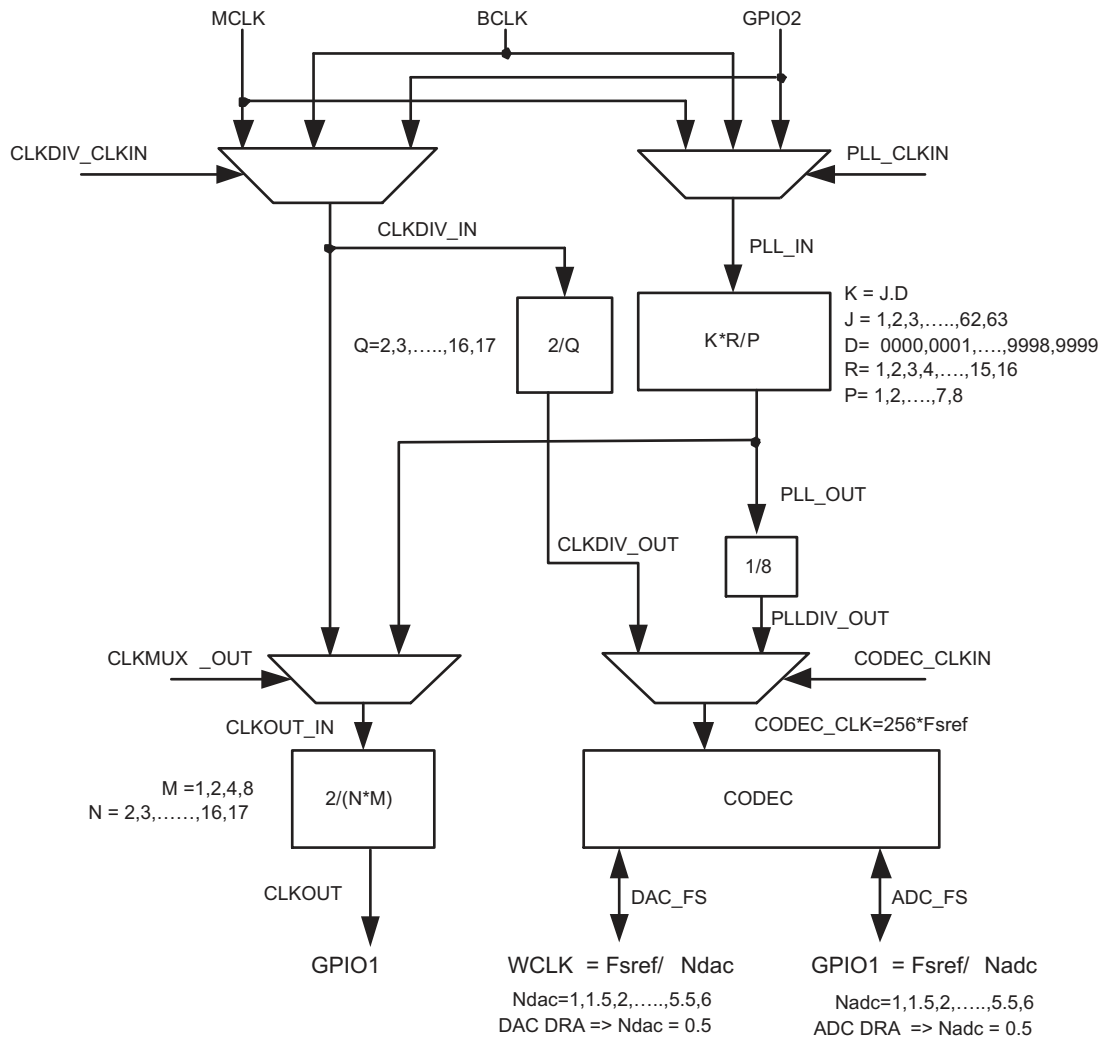 MCLK
BCLK
GPIO2
CLKDIV_CLKIN
PLL_CLKIN
CLKDIV_IN
PLL_IN
Q=2,3,…..,16,17
2/Q
K*R/P
K = J.D
J = 1,2,3,…..,62,63
D= 0000,0001,….,9998,9999
R= 1,2,3,4,….,15,16
P= 1,2,….,7,8
PLL_OUT
CLKDIV_OUT
1/8
PLLDIV_OUT
CLKMUX _OUT
CODEC_CLKIN
CLKOUT_IN
CODEC_CLK=256*Fsref
M =1,2,4,8
N = 2,3,……,16,17
2/(N*M)
CODEC
CLKOUT
DAC_FS
ADC_FS
GPIO1
WCLK = Fsref/ Ndac
GPIO1 = Fsref/ Nadc
Ndac=1,1.5,2,…..,5.5,6
DAC DRA => Ndac = 0.5
Nadc=1,1.5,2,…..,5.5,6
ADC DRA => Nadc = 0.5